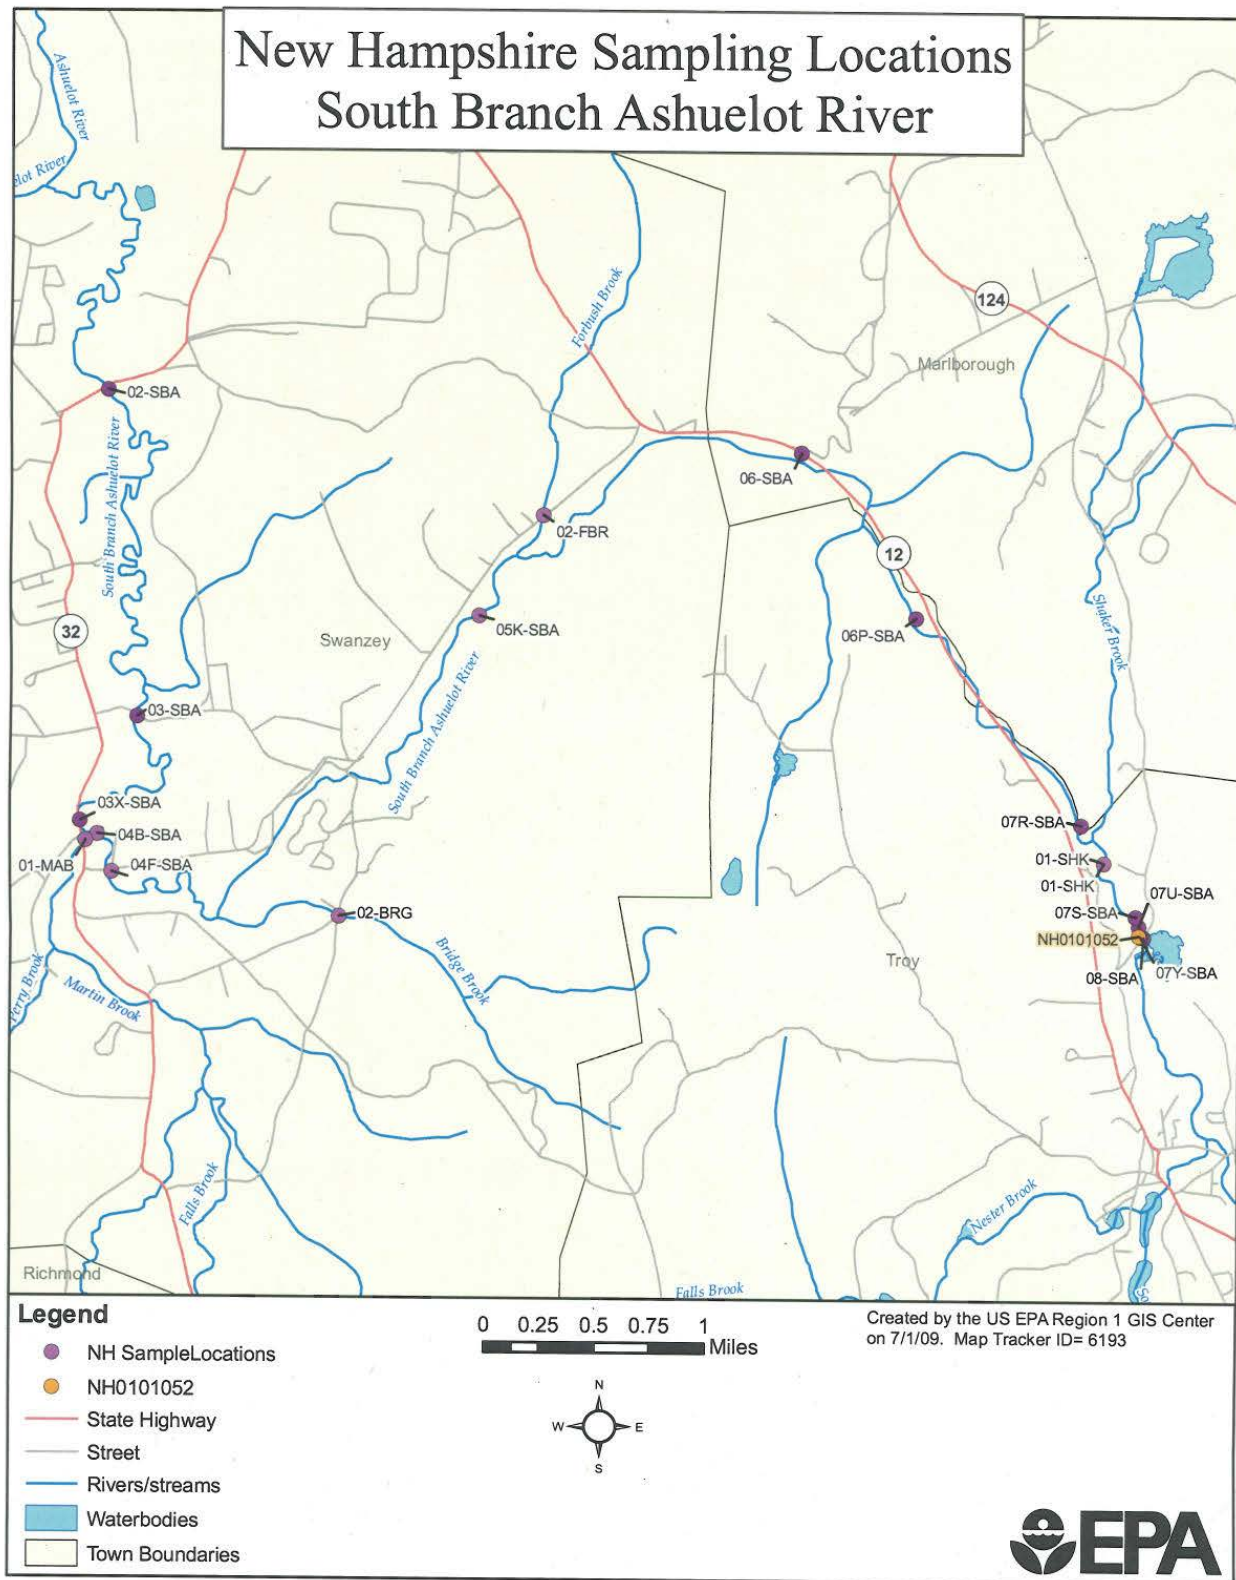 New Hampshire Sampling Locations
South Branch Ashuelot River
Ashuelot River
elot River
Forbush Brook
124
Marlborough
02-SBA
South Branch Ashuelot River
06-SBA
02-FBR
12
32
Swanzey
05K-SBA
06P-SBA
Shaker Brook
03-SBA
South Branch Ashuelot River
03X-SBA
04B-SBA
01-MAB
04F-SBA
07R-SBA
01-SHK
01-SHK
07U-SBA
07S-SBA
NH0101052
07Y-SBA
08-SBA
02-BRG
Bridge Brook
Troy
Perry Brook
Martin Brook
Falls Brook
Nester Brook
Richmond
Falls Brook
So
Legend
NH SampleLocations
NH0101052
State Highway
Street
Rivers/streams
Waterbodies
Town Boundaries
0 0.25 0.5 0.75 1
Miles
N
W E
S
Created by the US EPA Region 1 GIS Center
on 7/1/09. Map Tracker ID= 6193
EPA